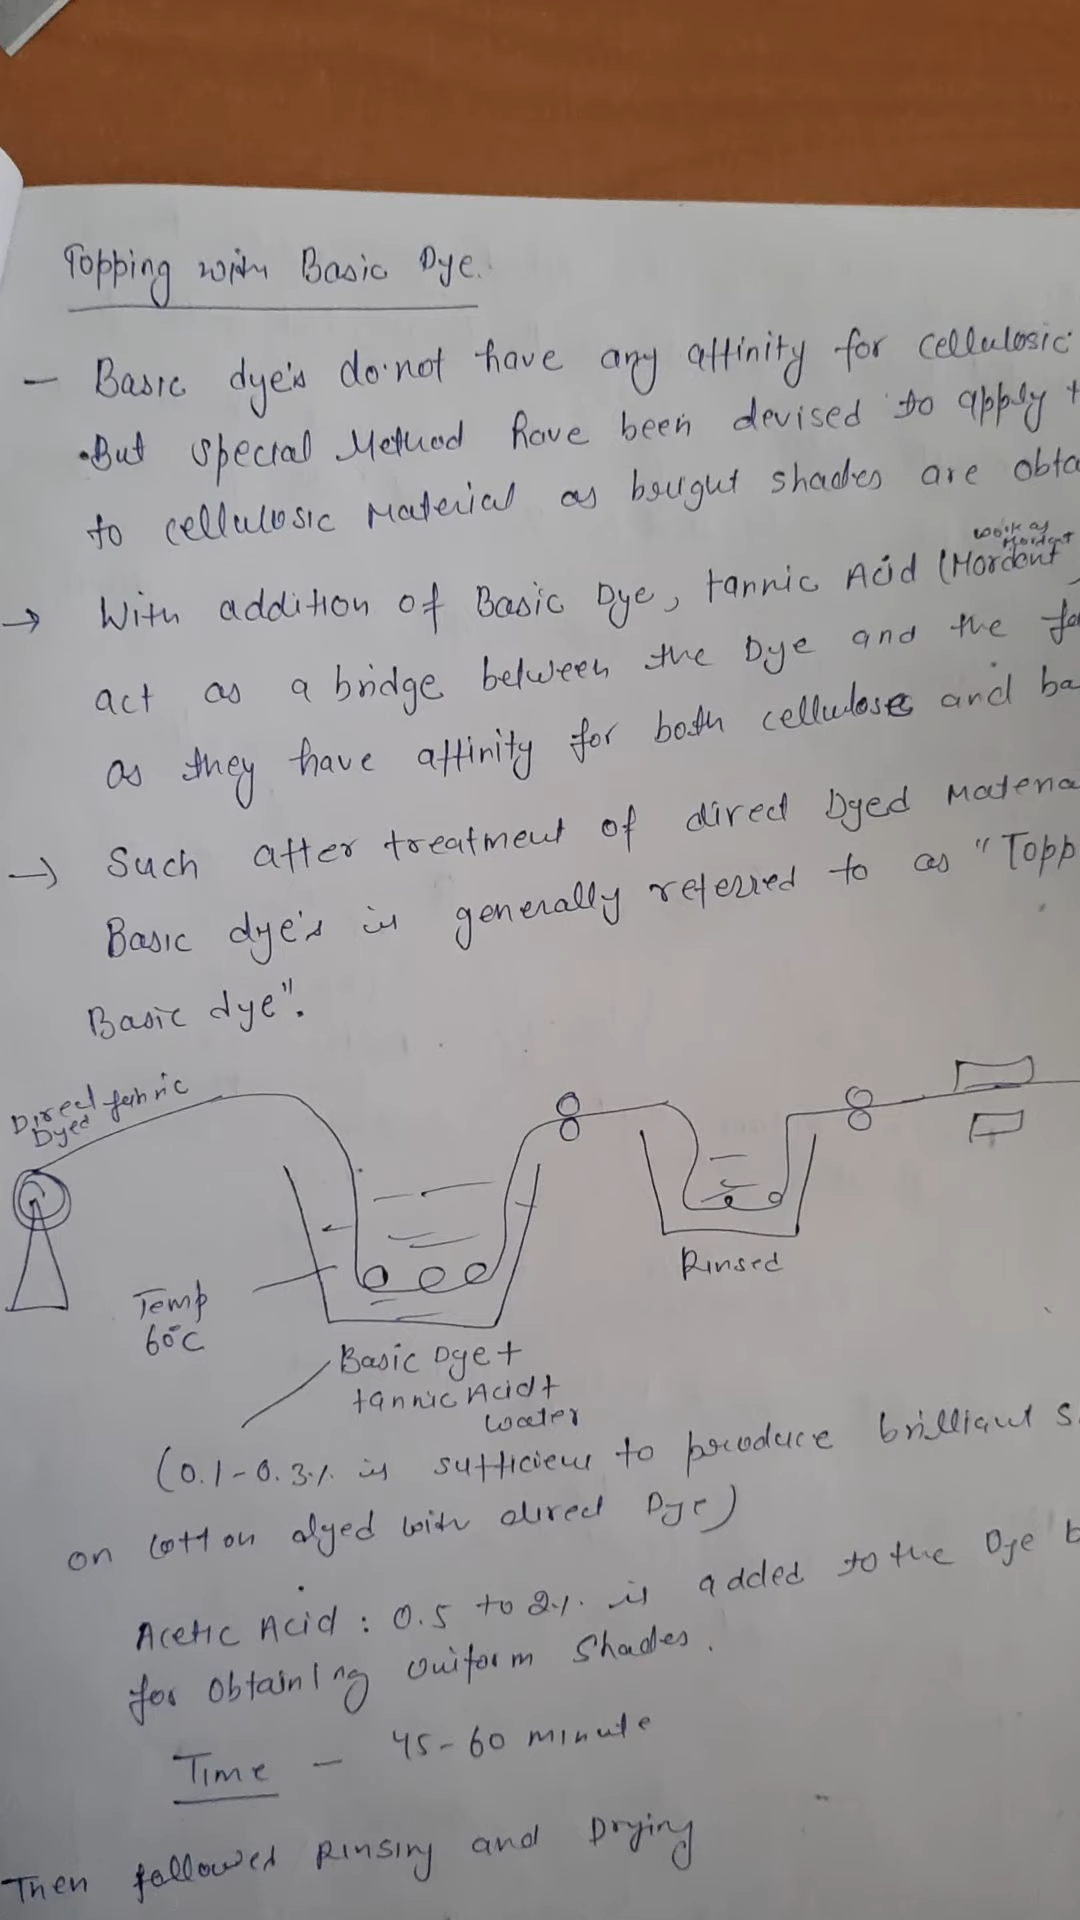 Topping with Basic Dye.
- Basic dye's do not have any affinity for cellulosic
But special Method have been devised to apply t
to cellulosic Material as bright shades are obta
work as
Mordent
→ With addition of Basic Dye, tannic Acid (Mordent
act as a bridge between the Dye and the fa
as they have affinity for both cellulose and ba
→ Such after treatment of direct Dyed Materia
Basic dye's is generally referred to as "Topp
Basic dye".
Direct fabric
Dyed
Rinsed
Temp
60°C
Basic Dye +
tannic Acid +
water
(0.1-0.3% is sufficient to produce brilliant s
on cotton dyed with direct Dye)
Acetic Acid : 0.5 to 2% is added to the Dye b
for obtaining uniform shades.
Time - 45-60 minute
Then followed Rinsing and Drying